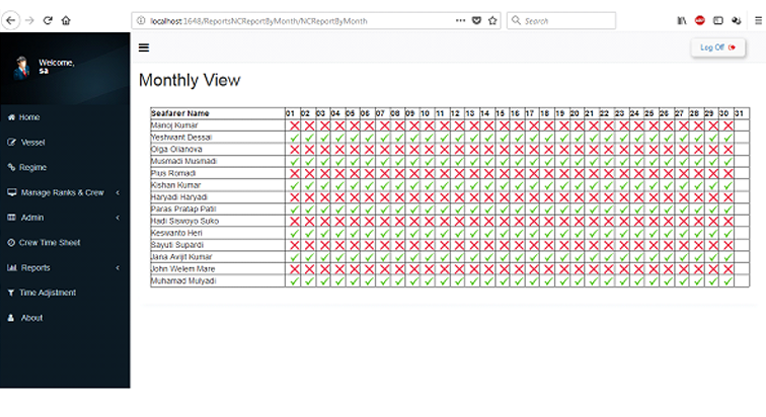 localhost:1648/ReportsNCReportByMonth/NCReportByMonth
Search
Welcome,
sa
Log Off
Monthly View
Home
Vessel
Regime
Manage Ranks & Crew
Admin
Crew Time Sheet
Reports
Time Adjustment
About
Seafarer Name 01 02 03 04 05 06 07 08 09 10 11 12 13 14 15 16 17 18 19 20 21 22 23 24 25 26 27 28 29 30 31
Manoj Kumar
Yeshwant Dessai
Olga Olianova
Musmadi Musmadi
Pius Romadi
Kishan Kumar
Haryadi Haryadi
Paras Pratap Patil
Hadi Siswoyo Suko
Keswanto Heri
Sayuti Supardi
Jana Avijit Kumar
John Welem Mare
Muhamad Mulyadi